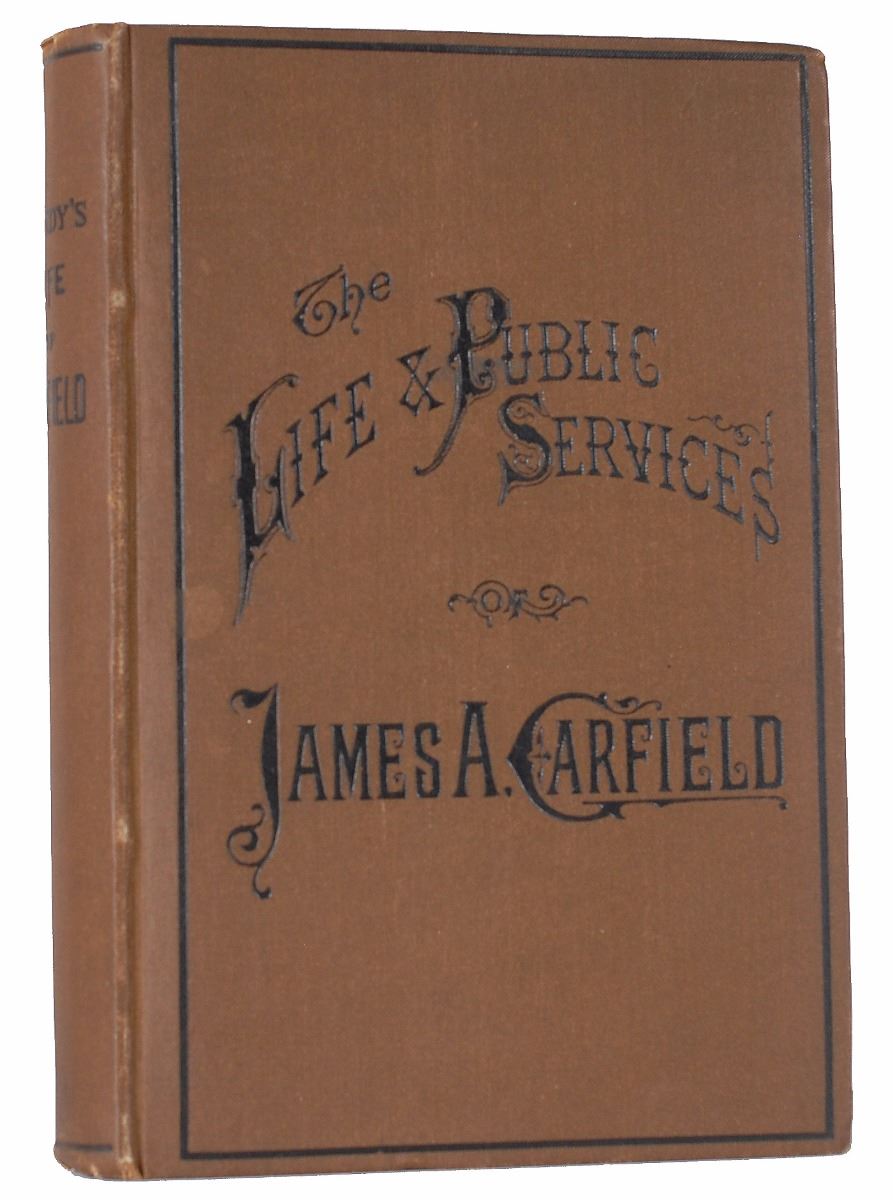 The
LIFE & PUBLIC
SERVICES
OF
JAMES A. GARFIELD